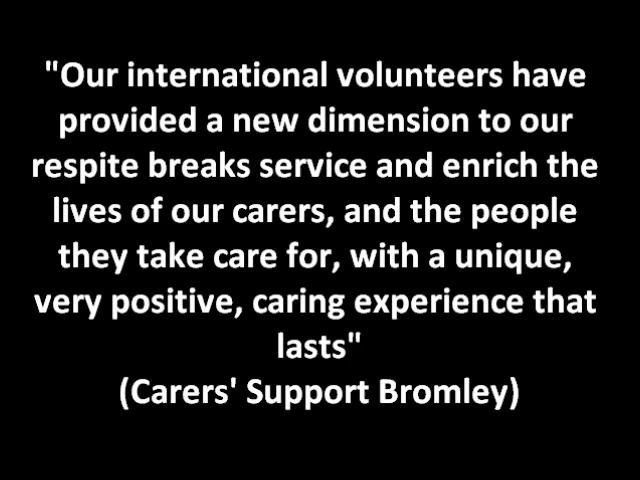 "Our international volunteers have
provided a new dimension to our
respite breaks service and enrich the
lives of our carers, and the people
they take care for, with a unique,
very positive, caring experience that
lasts"
(Carers' Support Bromley)